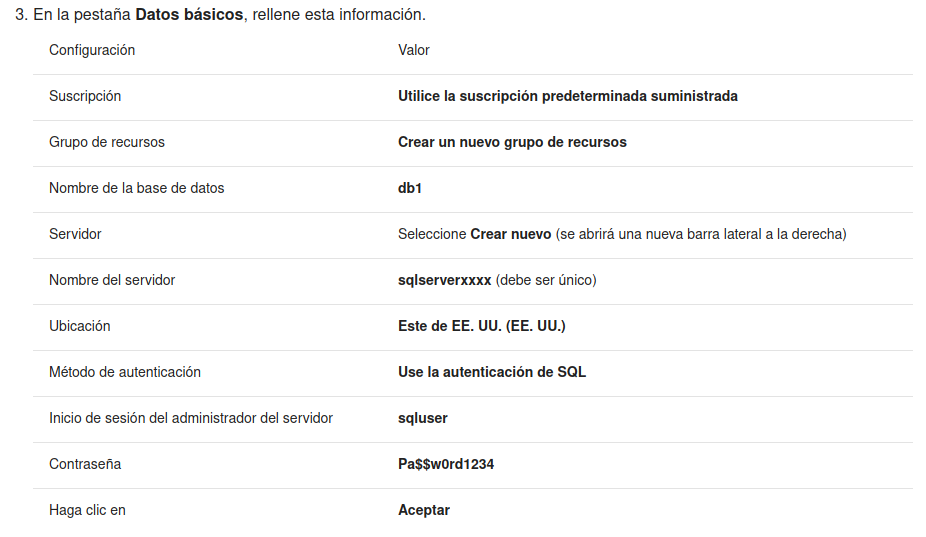 3. En la pestaña Datos básicos, rellene esta información.
Configuración Valor
Suscripción Utilice la suscripción predeterminada suministrada
Grupo de recursos Crear un nuevo grupo de recursos
Nombre de la base de datos db1
Servidor Seleccione Crear nuevo (se abrirá una nueva barra lateral a la derecha)
Nombre del servidor sqlserverxxxx (debe ser único)
Ubicación Este de EE. UU. (EE. UU.)
Método de autenticación Use la autenticación de SQL
Inicio de sesión del administrador del servidor sqluser
Contraseña Pa$$w0rd1234
Haga clic en Aceptar